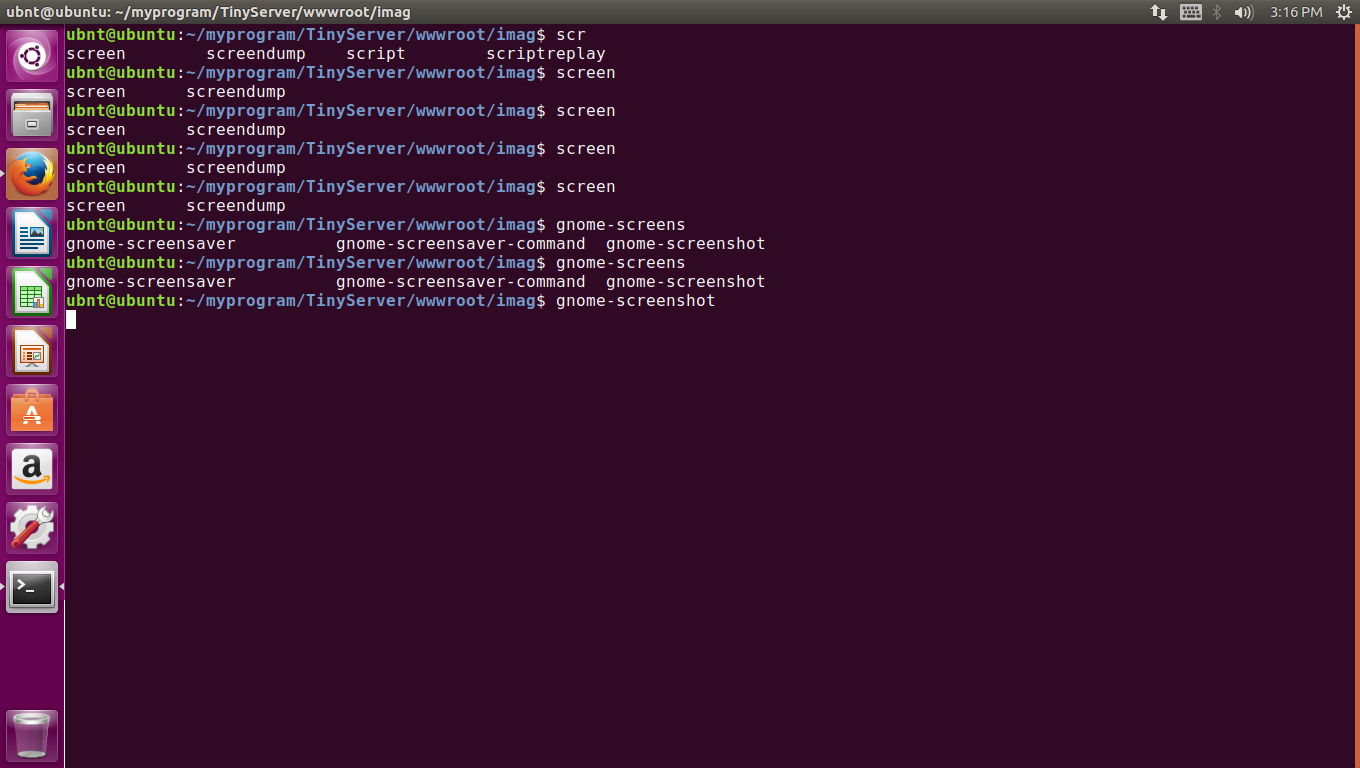 ubnt@ubuntu: ~/myprogram/TinyServer/wwwroot/imag 3:16 PM
ubnt@ubuntu:~/myprogram/TinyServer/wwwroot/imag$ scr
screen        screendump    script        scriptreplay
ubnt@ubuntu:~/myprogram/TinyServer/wwwroot/imag$ screen
screen      screendump
ubnt@ubuntu:~/myprogram/TinyServer/wwwroot/imag$ screen
screen      screendump
ubnt@ubuntu:~/myprogram/TinyServer/wwwroot/imag$ screen
screen      screendump
ubnt@ubuntu:~/myprogram/TinyServer/wwwroot/imag$ screen
screen      screendump
ubnt@ubuntu:~/myprogram/TinyServer/wwwroot/imag$ gnome-screens
gnome-screensaver          gnome-screensaver-command  gnome-screenshot
ubnt@ubuntu:~/myprogram/TinyServer/wwwroot/imag$ gnome-screens
gnome-screensaver          gnome-screensaver-command  gnome-screenshot
ubnt@ubuntu:~/myprogram/TinyServer/wwwroot/imag$ gnome-screenshot
A
a
>_